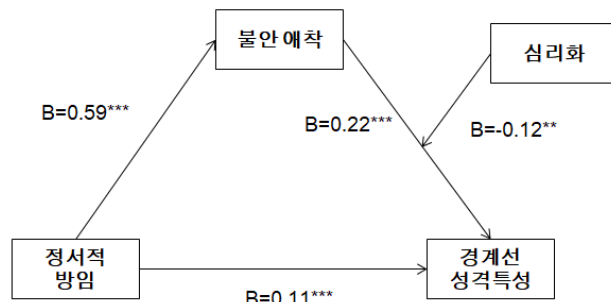 불안 애착
심리화
B=0.59***
B=0.22***
B=-0.12**
정서적
방임
경계선
성격특성
B=0.11***